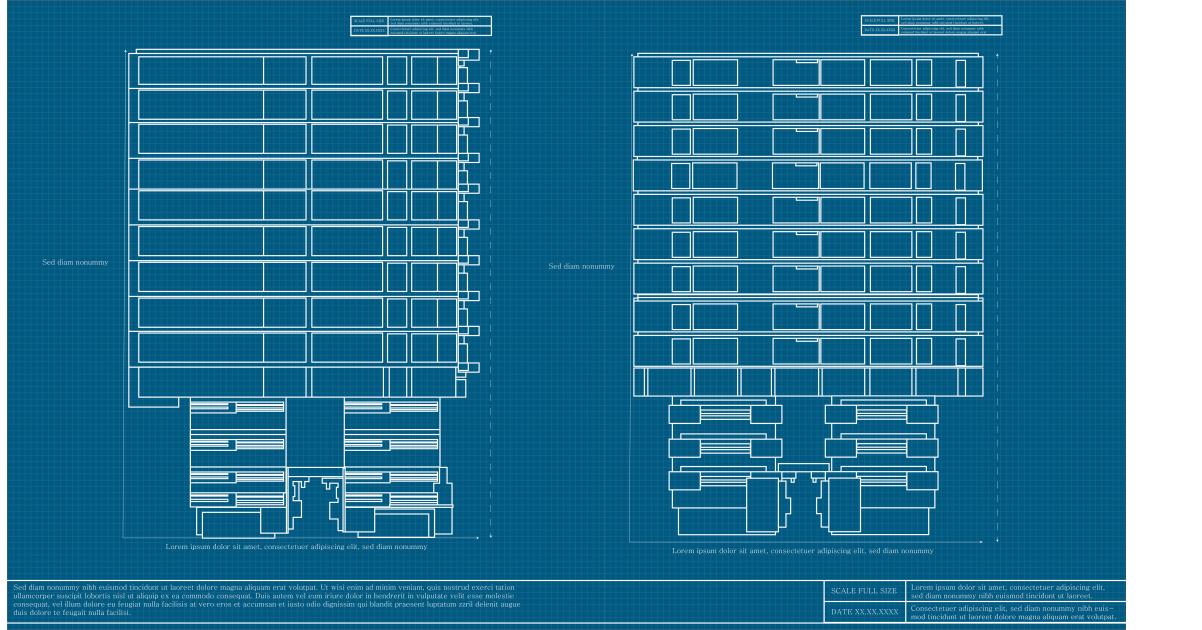 SCALE FULL SIZE
Lorem ipsum dolor sit amet, consectetuer adipiscing elit,
sed diam nonummy nibh euismod tincidunt ut laoreet.
DATE XX.XX.XXXX
Consectetuer adipiscing elit, sed diam nonummy nibh euis-
mod tincidunt ut laoreet dolore magna aliquam erat volutpat.
SCALE FULL SIZE
Lorem ipsum dolor sit amet, consectetuer adipiscing elit,
sed diam nonummy nibh euismod tincidunt ut laoreet.
DATE XX.XX.XXXX
Consectetuer adipiscing elit, sed diam nonummy nibh euis-
mod tincidunt ut laoreet dolore magna aliquam erat
Sed diam nonummy
Sed diam nonummy
Lorem ipsum dolor sit amet, consectetuer adipiscing elit, sed diam nonummy
Lorem ipsum dolor sit amet, consectetuer adipiscing elit, sed diam nonummy
Sed diam nonummy nibh euismod tincidunt ut laoreet dolore magna aliquam erat volutpat. Ut wisi enim ad minim veniam, quis nostrud exerci tation
ullamcorper suscipit lobortis nisl ut aliquip ex ea commodo consequat. Duis autem vel eum iriure dolor in hendrerit in vulputate velit esse molestie
consequat, vel illum dolore eu feugiat nulla facilisis at vero eros et accumsan et iusto odio dignissim qui blandit praesent luptatum zzril delenit augue
duis dolore te feugait nulla facilisi.
SCALE FULL SIZE
Lorem ipsum dolor sit amet, consectetuer adipiscing elit,
sed diam nonummy nibh euismod tincidunt ut laoreet.
DATE XX.XX.XXXX
Consectetuer adipiscing elit, sed diam nonummy nibh euis-
mod tincidunt ut laoreet dolore magna aliquam erat volutpat.